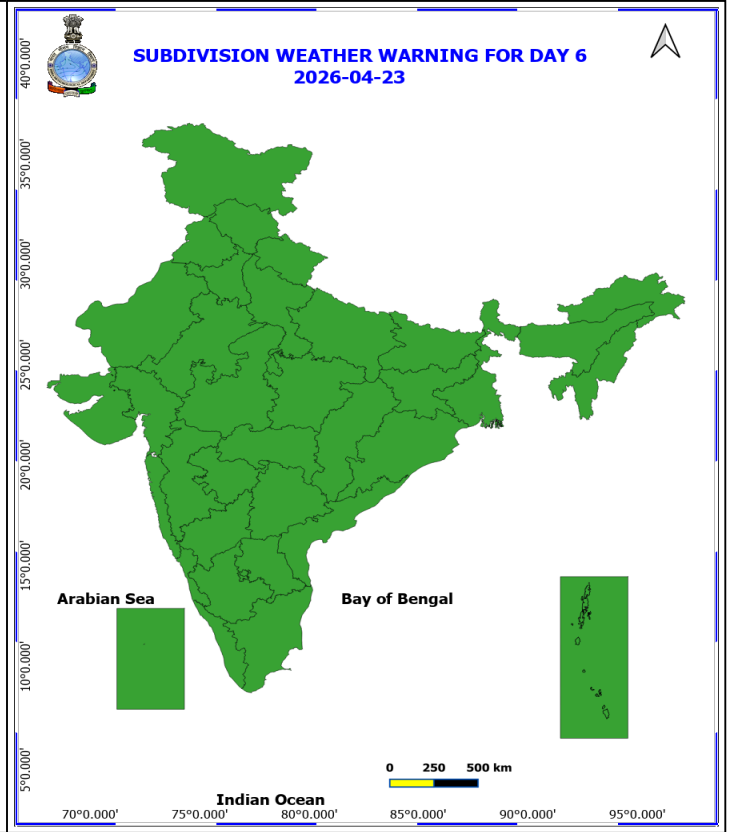 SUBDIVISION WEATHER WARNING FOR DAY 6
2026-04-23
40°0.000'
35°0.000'
30°0.000'
25°0.000'
20°0.000'
15°0.000'
10°0.000'
5°0.000'
Arabian Sea
Bay of Bengal
0 250 500 km
Indian Ocean
70°0.000' 75°0.000' 80°0.000' 85°0.000' 90°0.000' 95°0.000'